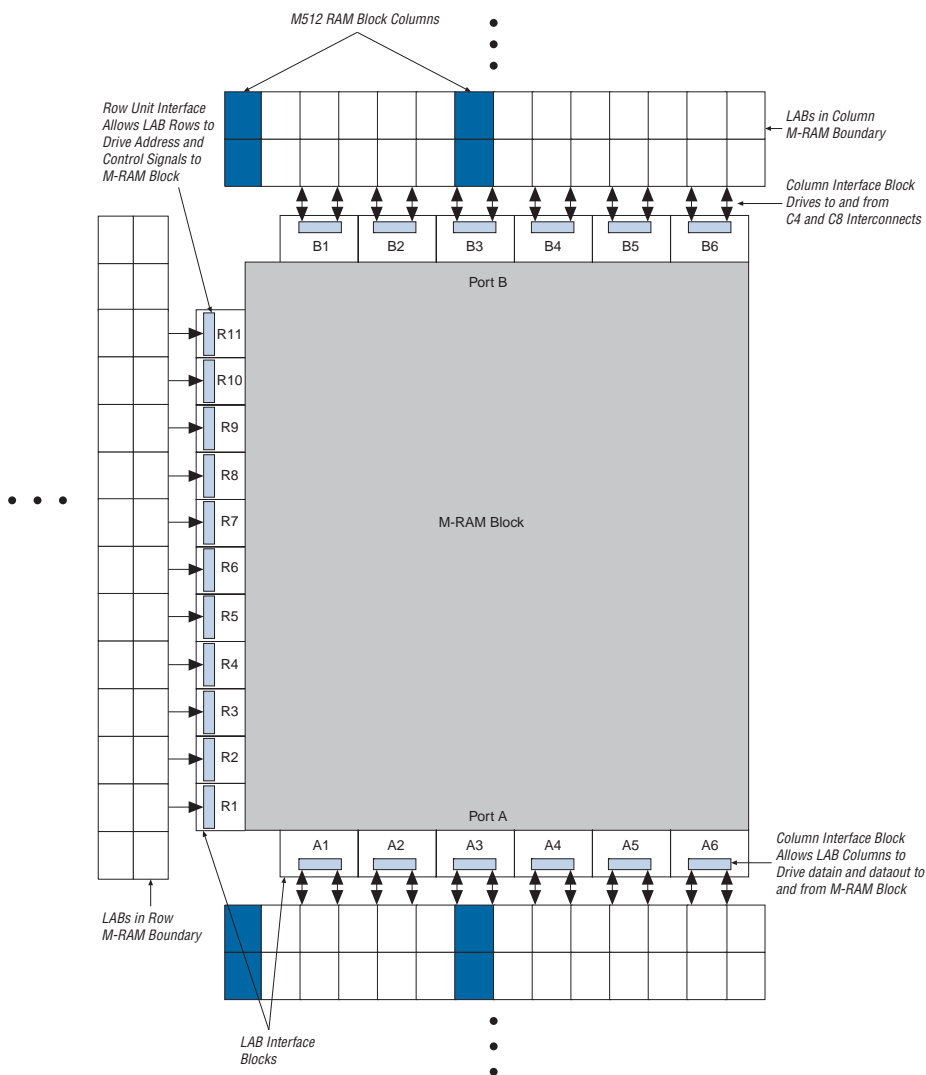 M512 RAM Block Columns
Row Unit Interface
Allows LAB Rows to
Drive Address and
Control Signals to
M-RAM Block
LABs in Column
M-RAM Boundary
Column Interface Block
Drives to and from
C4 and C8 Interconnects
B1 B2 B3 B4 B5 B6
Port B
R11
R10
R9
R8
R7
M-RAM Block
R6
R5
R4
R3
R2
R1
Port A
A1 A2 A3 A4 A5 A6
Column Interface Block
Allows LAB Columns to
Drive datain and dataout to
and from M-RAM Block
LABs in Row
M-RAM Boundary
LAB Interface
Blocks